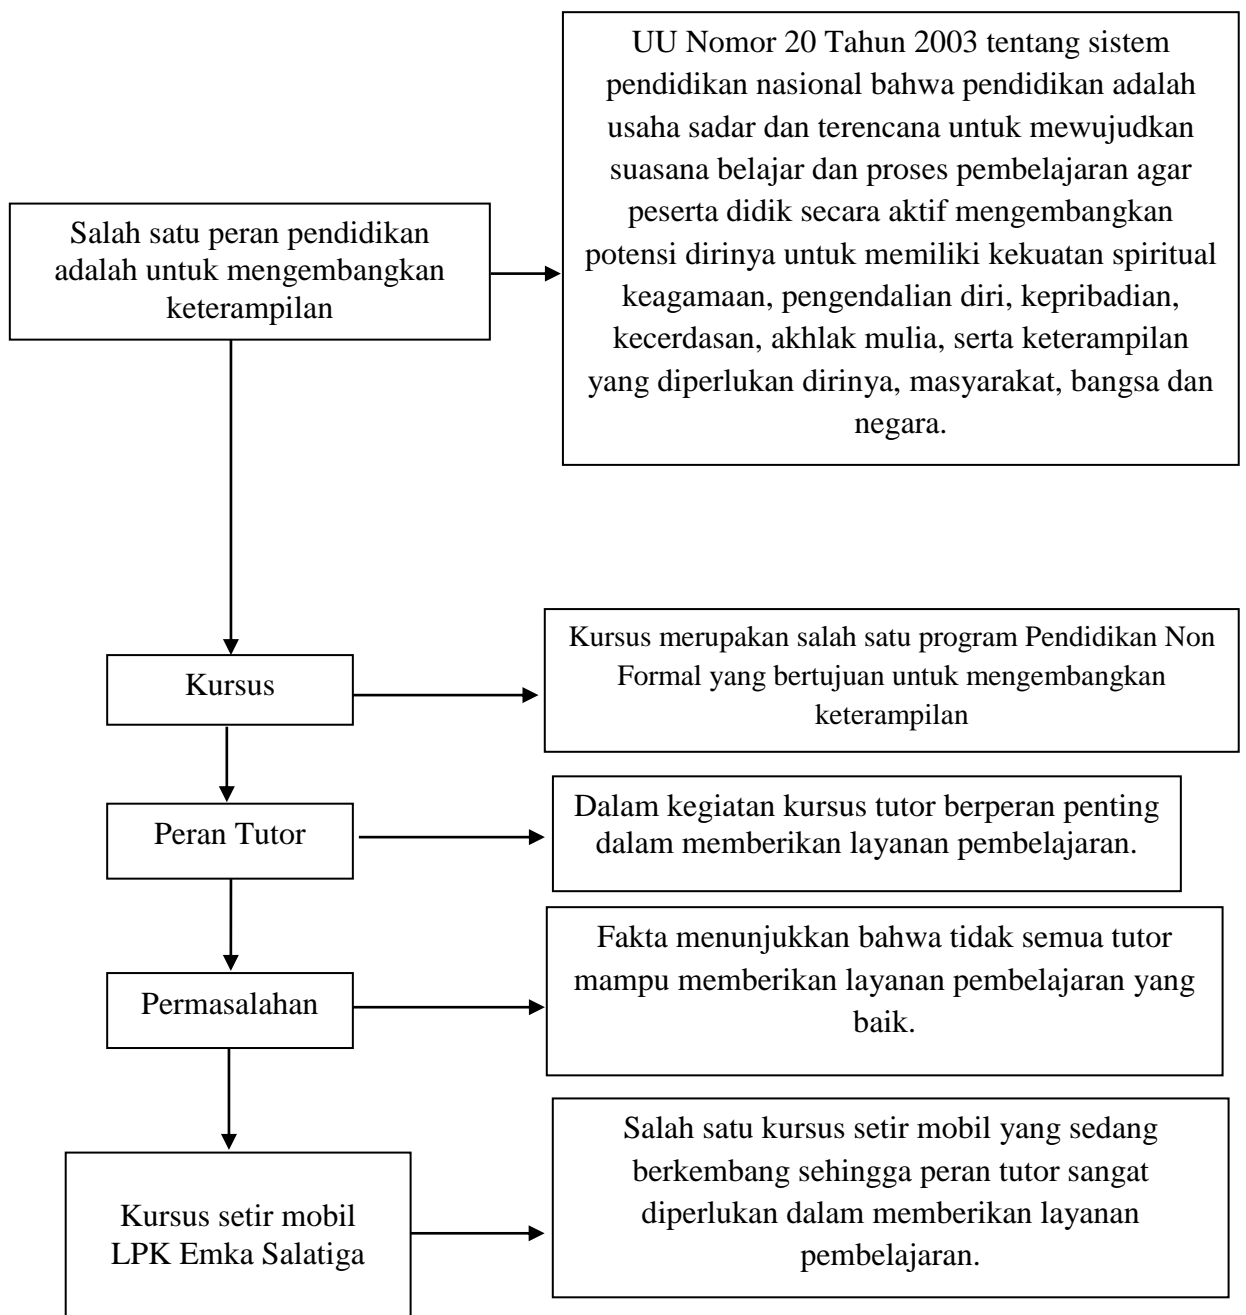 UU Nomor 20 Tahun 2003 tentang sistem
pendidikan nasional bahwa pendidikan adalah
usaha sadar dan terencana untuk mewujudkan
suasana belajar dan proses pembelajaran agar
peserta didik secara aktif mengembangkan
potensi dirinya untuk memiliki kekuatan spiritual
keagamaan, pengendalian diri, kepribadian,
kecerdasan, akhlak mulia, serta keterampilan
yang diperlukan dirinya, masyarakat, bangsa dan
negara.
Salah satu peran pendidikan
adalah untuk mengembangkan
keterampilan
Kursus
Kursus merupakan salah satu program Pendidikan Non
Formal yang bertujuan untuk mengembangkan
keterampilan
Peran Tutor
Dalam kegiatan kursus tutor berperan penting
dalam memberikan layanan pembelajaran.
Permasalahan
Fakta menunjukkan bahwa tidak semua tutor
mampu memberikan layanan pembelajaran yang
baik.
Kursus setir mobil
LPK Emka Salatiga
Salah satu kursus setir mobil yang sedang
berkembang sehingga peran tutor sangat
diperlukan dalam memberikan layanan
pembelajaran.